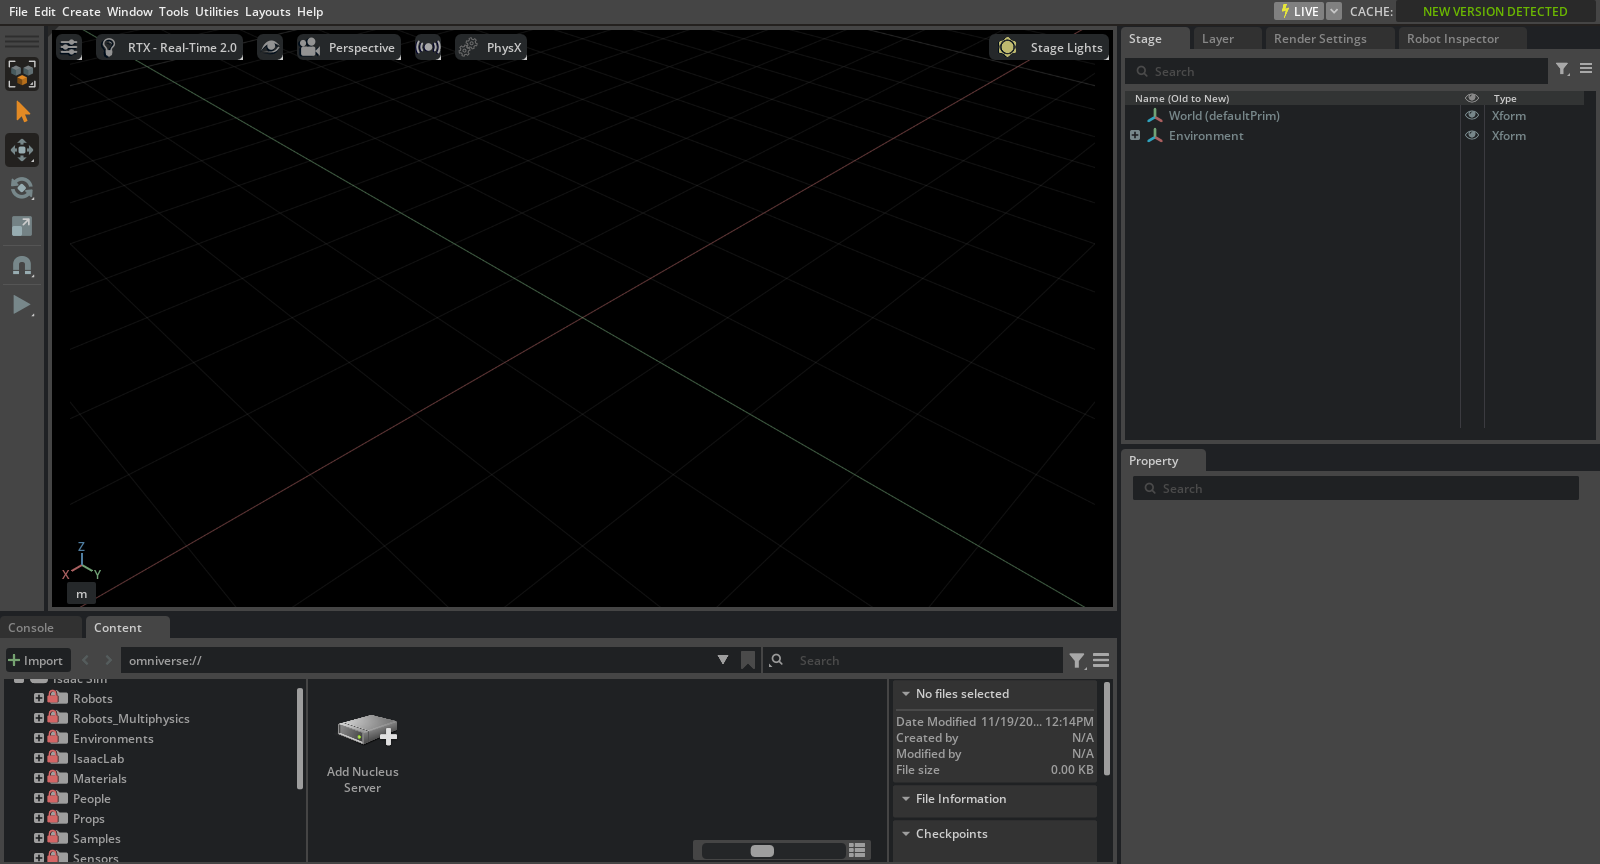 File Edit Create Window Tools Utilities Layouts Help
LIVE CACHE: NEW VERSION DETECTED
RTX - Real-Time 2.0
Perspective
PhysX
Stage Lights
Z
X Y
m
Stage Layer Render Settings Robot Inspector
Search
Name (Old to New) Type
World (defaultPrim) Xform
Environment Xform
Property
Search
Console Content
Import omniverse:// Search
Isaac Sim
Robots
Robots_Multiphysics
Environments
IsaacLab
Materials
People
Props
Samples
Sensors
Add Nucleus
Server
No files selected
Date Modified 11/19/20... 12:14PM
Created by N/A
Modified by N/A
File size 0.00 KB
File Information
Checkpoints